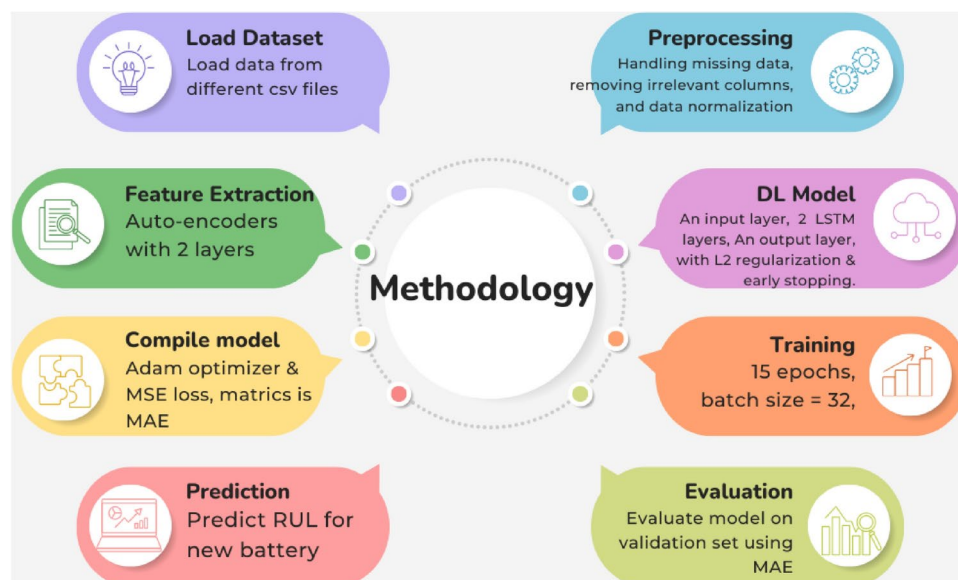 Load Dataset
Load data from
different csv files
Preprocessing
Handling missing data,
removing irrelevant columns,
and data normalization
Feature Extraction
Auto-encoders
with 2 layers
DL Model
An input layer, 2 LSTM
layers, An output layer,
with L2 regularization &
early stopping.
Methodology
Compile model
Adam optimizer &
MSE loss, matrics is
MAE
Training
15 epochs,
batch size = 32,
Prediction
Predict RUL for
new battery
Evaluation
Evaluate model on
validation set using
MAE